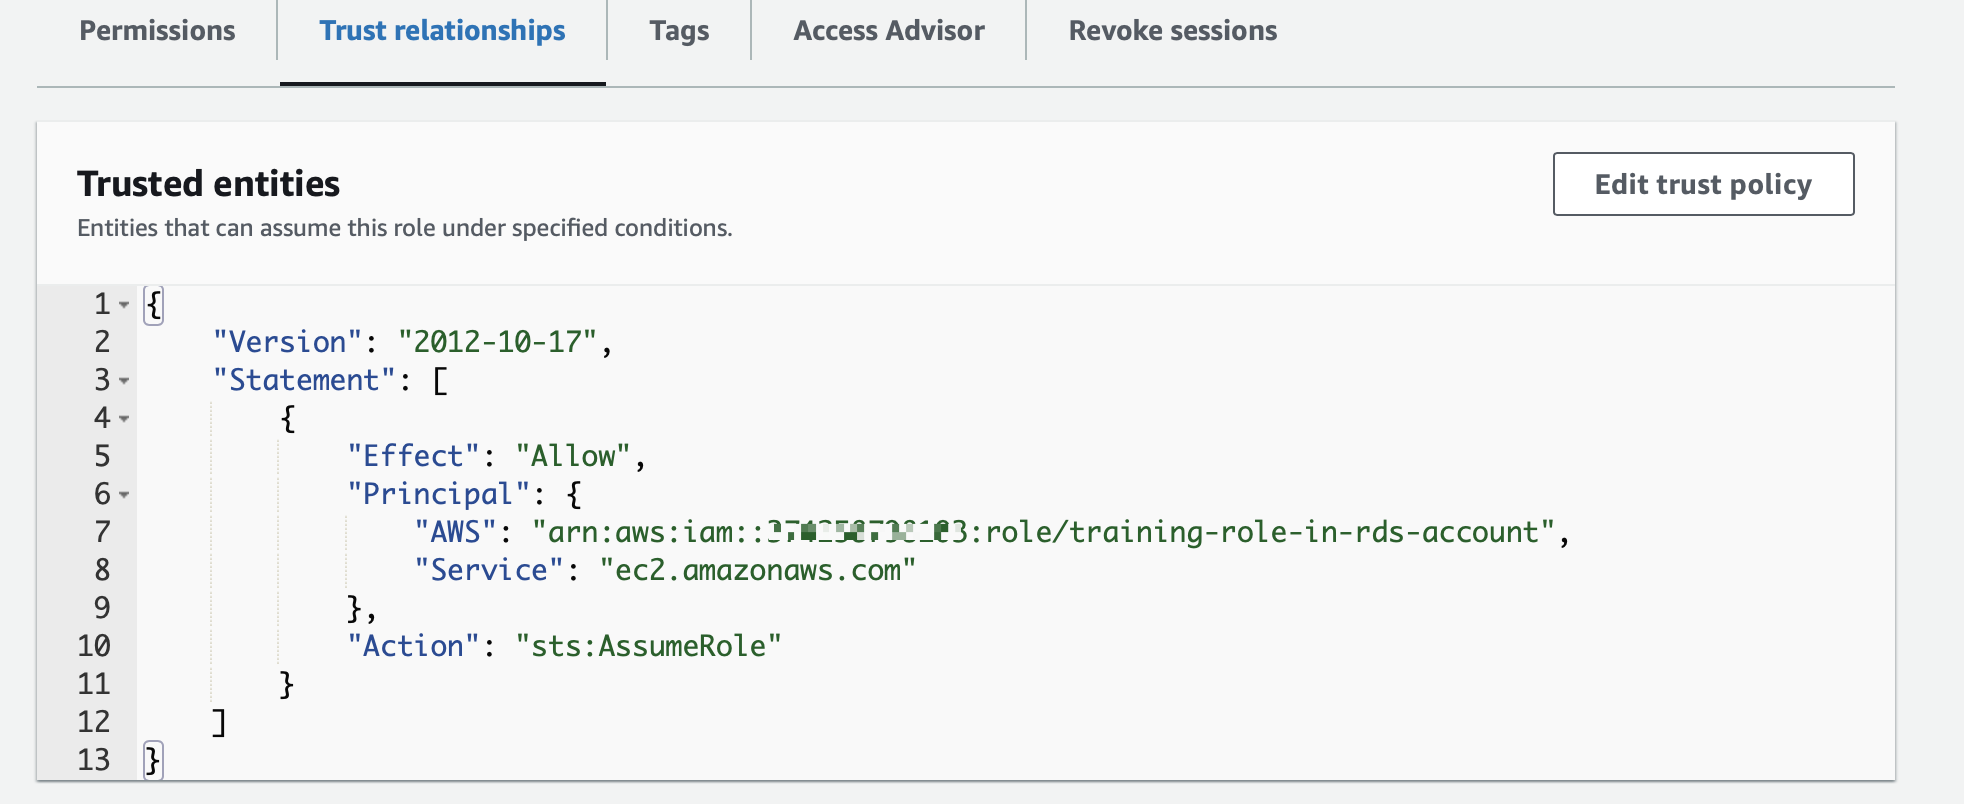 Permissions
Trust relationships
Tags
Access Advisor
Revoke sessions
Trusted entities
Edit trust policy
Entities that can assume this role under specified conditions.
1 {
2 "Version": "2012-10-17",
3 "Statement": [
4 {
5 "Effect": "Allow",
6 "Principal": {
7 "AWS": "arn:aws:iam:::role/training-role-in-rds-account",
8 "Service": "ec2.amazonaws.com"
9 },
10 "Action": "sts:AssumeRole"
11 }
12 ]
13 }